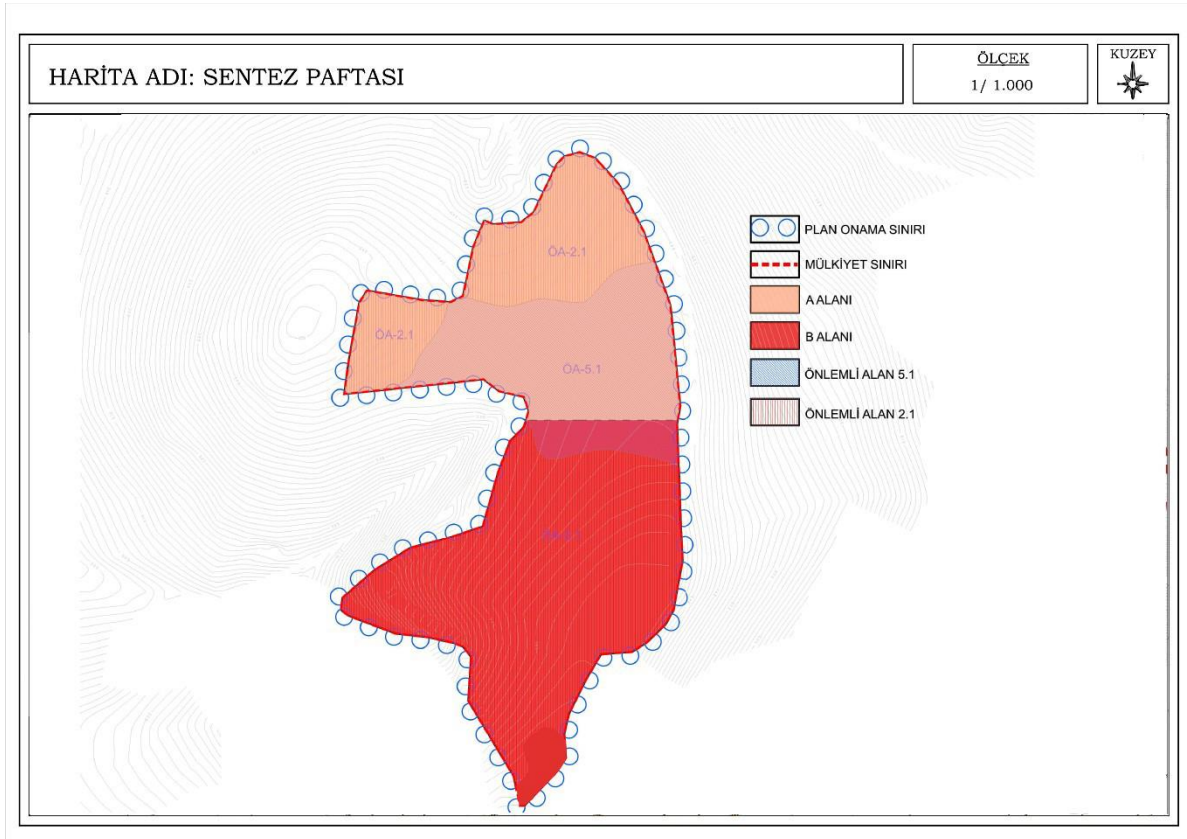 HARİTA ADI: SENTEZ PAFTASI
ÖLÇEK
1/ 1.000
KUZEY
PLAN ONAMA SINIRI
MÜLKİYET SINIRI
A ALANI
B ALANI
ÖNLEMLİ ALAN 5.1
ÖNLEMLİ ALAN 2.1
ÖA-2.1
ÖA-2.1
ÖA-5.1